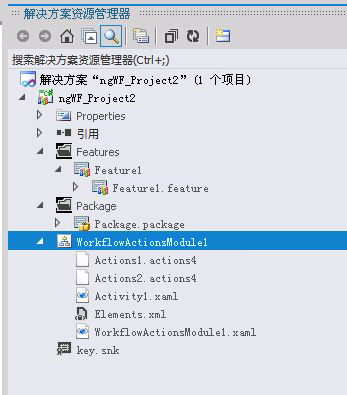 解决方案资源管理器
搜索解决方案资源管理器(Ctrl+;)
解决方案“ngWF_Project2”(1 个项目)
ngWF_Project2
Properties
引用
Features
Feature1
Feature1.feature
Package
Package.package
WorkflowActionsModule1
Actions1.actions4
Actions2.actions4
Activity1.xaml
Elements.xml
WorkflowActionsModule1.xaml
key.snk